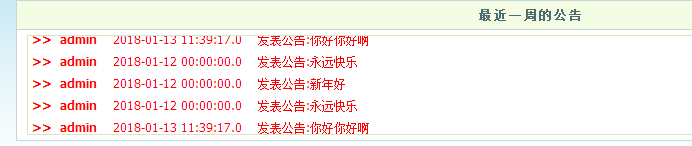 最近一周的公告
>> admin 2018-01-13 11:39:17.0 发表公告:你好你好啊
>> admin 2018-01-12 00:00:00.0 发表公告:永远快乐
>> admin 2018-01-12 00:00:00.0 发表公告:新年好
>> admin 2018-01-12 00:00:00.0 发表公告:永远快乐
>> admin 2018-01-13 11:39:17.0 发表公告:你好你好啊